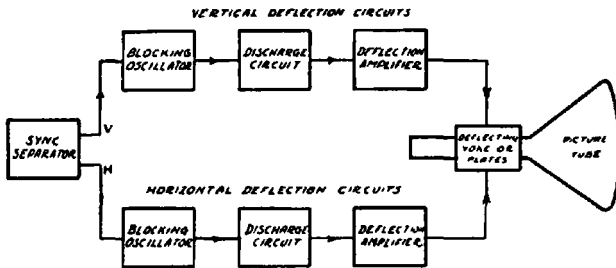 VERTICAL DEFLECTION CIRCUITS
BLOCKING
OSCILLATOR
DISCHARGE
CIRCUIT
DEFLECTION
AMPLIFIER
V
SYNC
SEPARATOR
H
DEFLECTING
YOKE OR
PLATES
PICTURE
TUBE
HORIZONTAL DEFLECTION CIRCUITS
BLOCKING
OSCILLATOR
DISCHARGE
CIRCUIT
DEFLECTION
AMPLIFIER